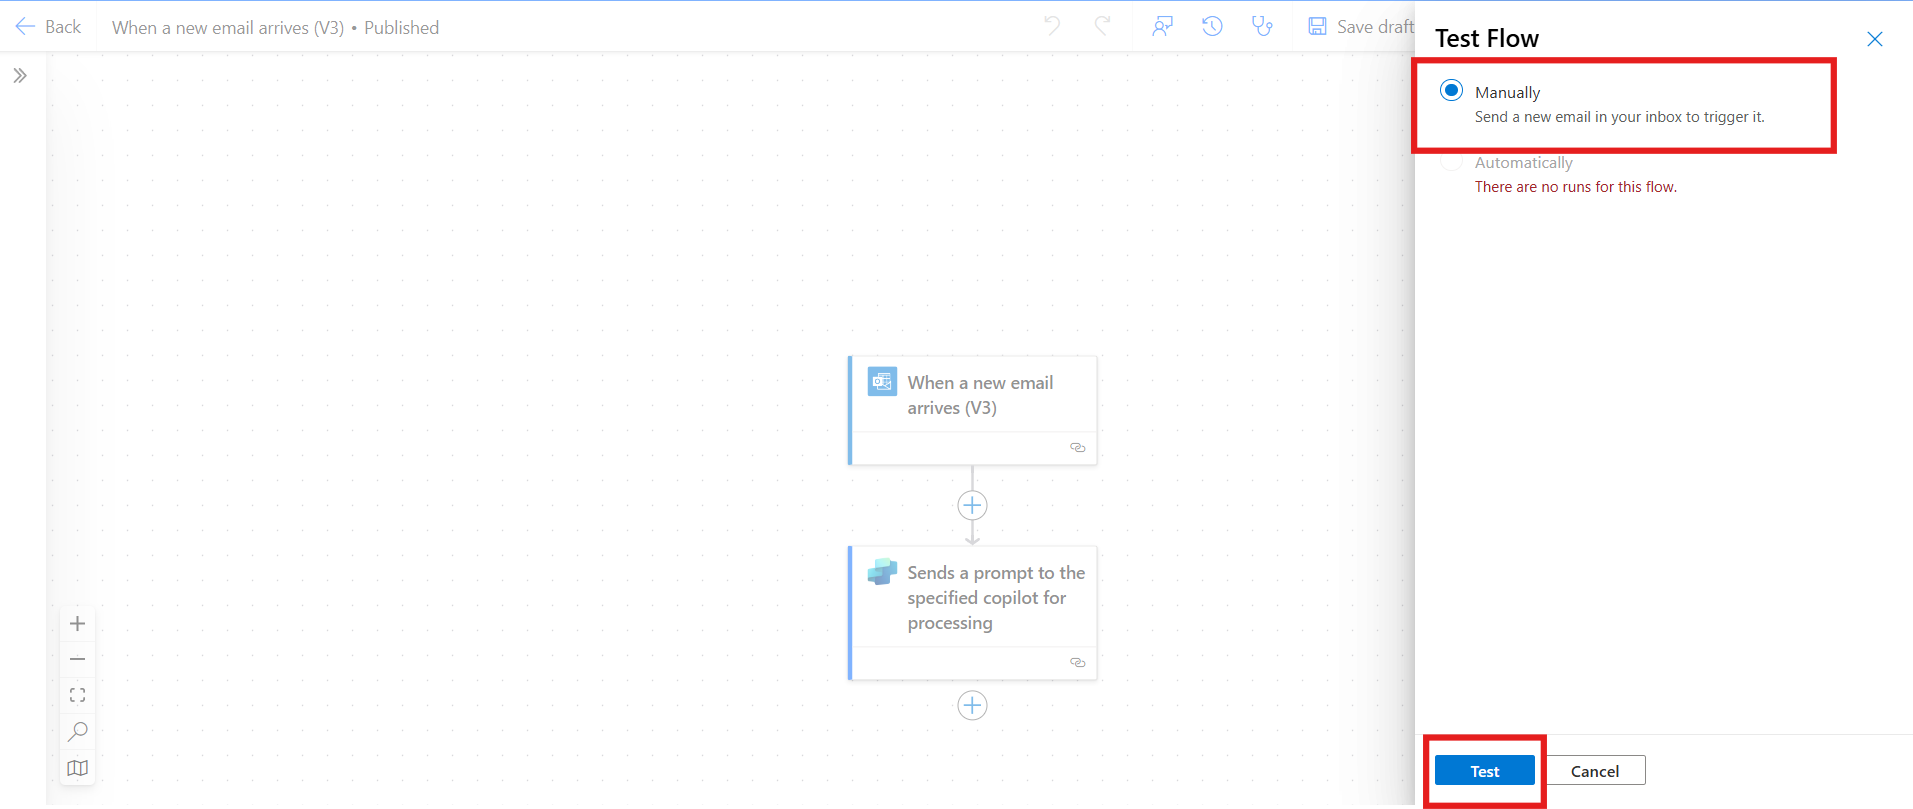 Back
When a new email arrives (V3) • Published
Save draft
Test Flow
Manually
Send a new email in your inbox to trigger it.
Automatically
There are no runs for this flow.
When a new email
arrives (V3)
Sends a prompt to the
specified copilot for
processing
Test
Cancel